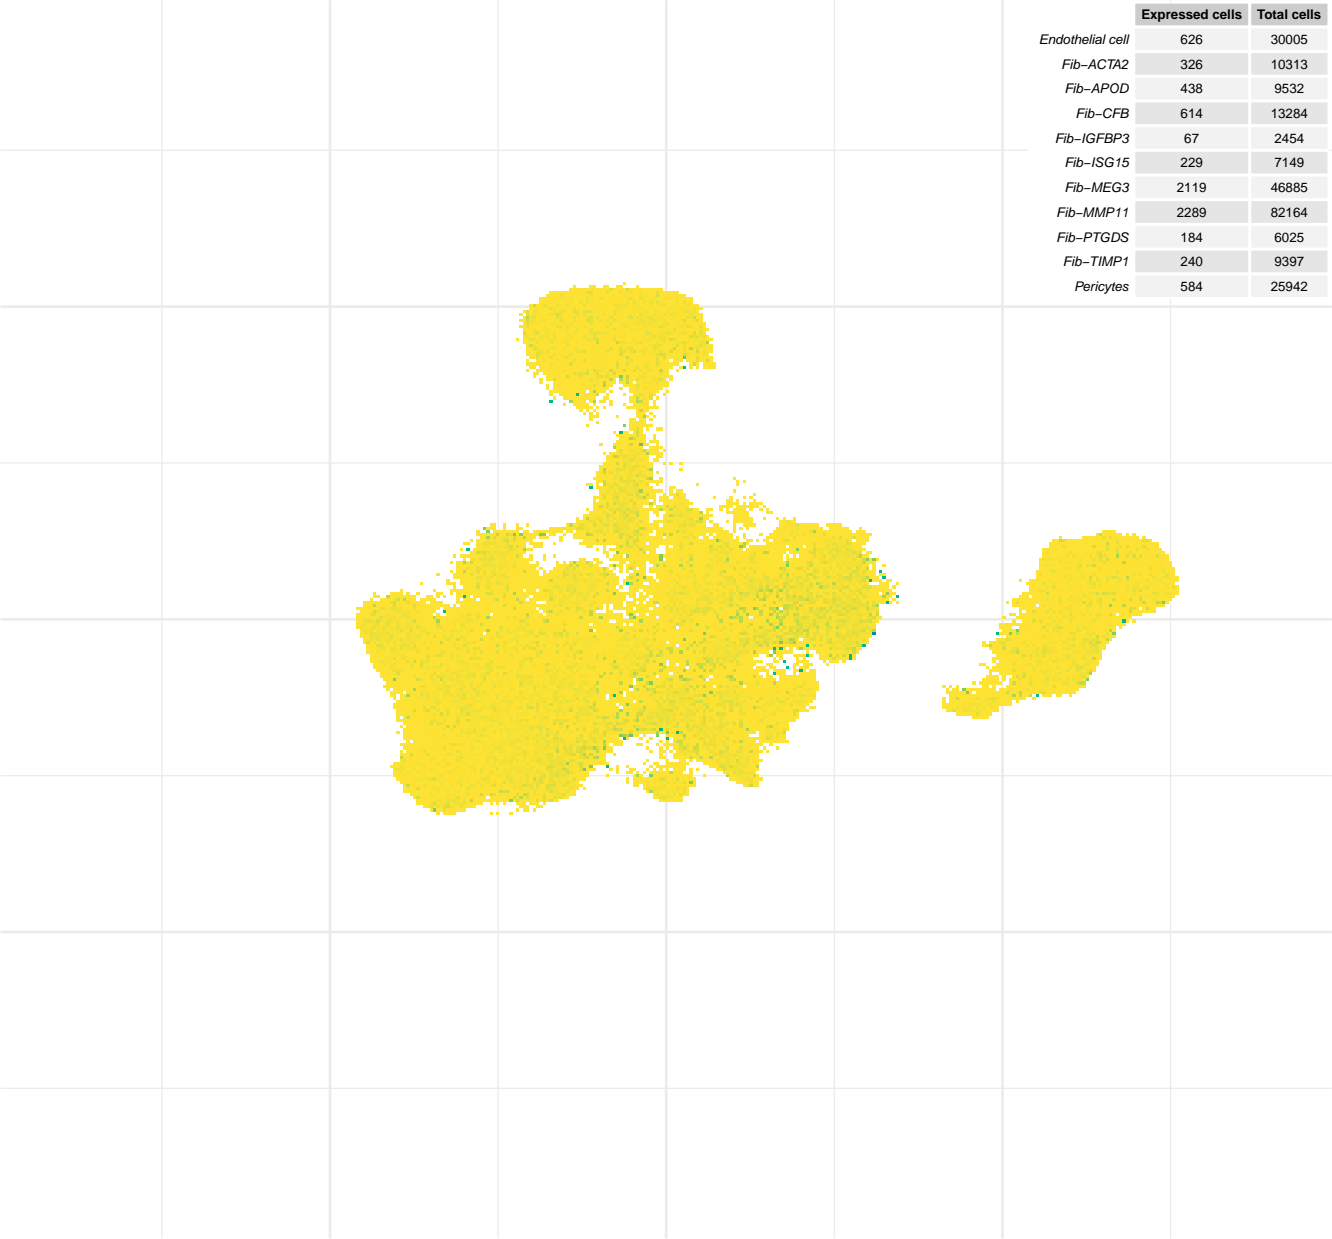 Expressed cells Total cells
Endothelial cell 626 30005
Fib−ACTA2 326 10313
Fib−APOD 438 9532
Fib−CFB 614 13284
Fib−IGFBP3 67 2454
Fib−ISG15 229 7149
Fib−MEG3 2119 46885
Fib−MMP11 2289 82164
Fib−PTGDS 184 6025
Fib−TIMP1 240 9397
Pericytes 584 25942